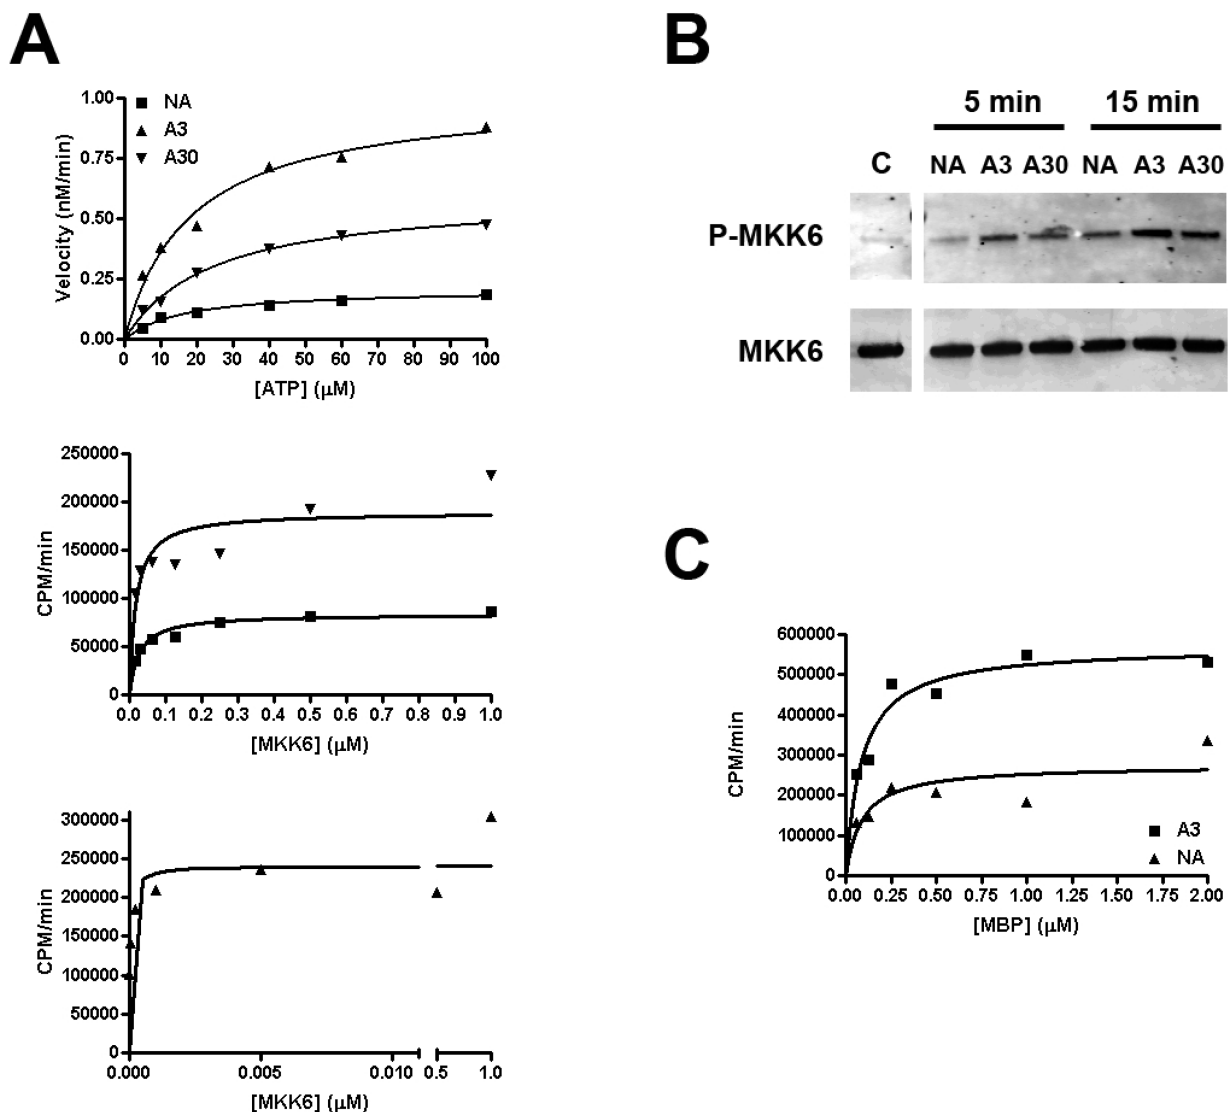 A
1.00
0.75
0.50
0.25
0.00
Velocity (nM/min)
NA
A3
A30
0 10 20 30 40 50 60 70 80 90 100
[ATP] (μM)
250000
200000
150000
100000
50000
0
CPM/min
0.0 0.1 0.2 0.3 0.4 0.5 0.6 0.7 0.8 0.9 1.0
[MKK6] (μM)
300000
250000
200000
150000
100000
50000
0
CPM/min
0.000 0.005 0.010 0.5 1.0
[MKK6] (μM)
B
5 min 15 min
C NA A3 A30 NA A3 A30
P-MKK6
MKK6
C
600000
500000
400000
300000
200000
100000
0
CPM/min
A3
NA
0.00 0.25 0.50 0.75 1.00 1.25 1.50 1.75 2.00
[MBP] (μM)